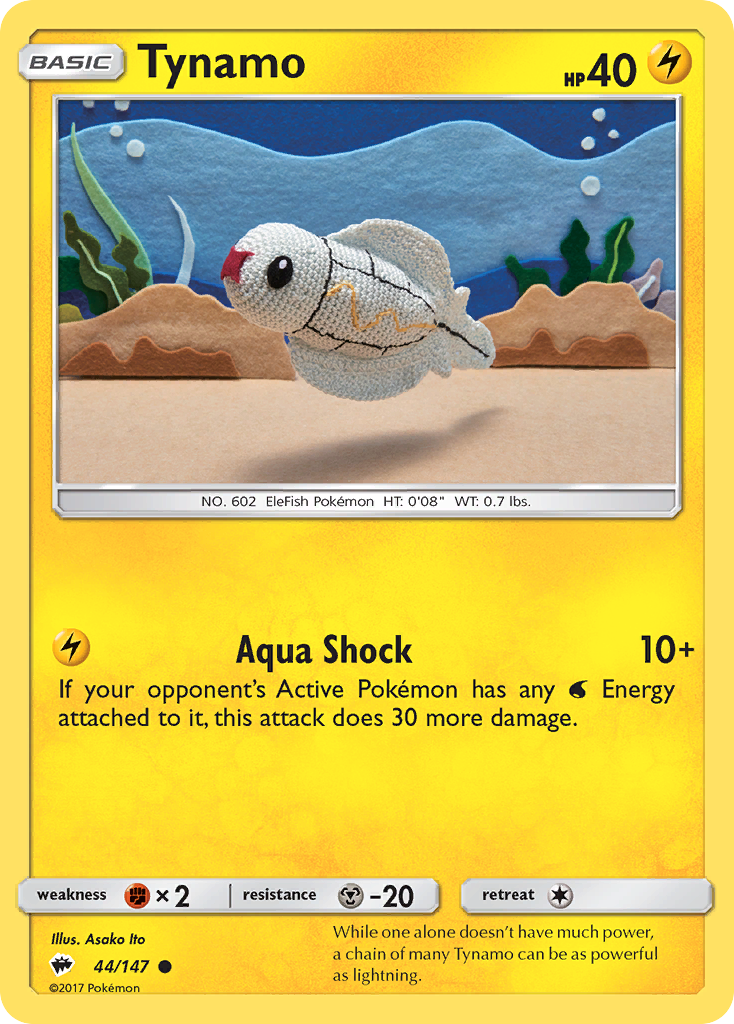 BASIC Tynamo HP40
NO. 602 EleFish Pokémon HT: 0'08" WT: 0.7 lbs.
Aqua Shock 10+
If your opponent's Active Pokémon has any Energy
attached to it, this attack does 30 more damage.
weakness ×2 resistance -20 retreat
Illus. Asako Ito
44/147
©2017 Pokémon
While one alone doesn't have much power,
a chain of many Tynamo can be as powerful
as lightning.